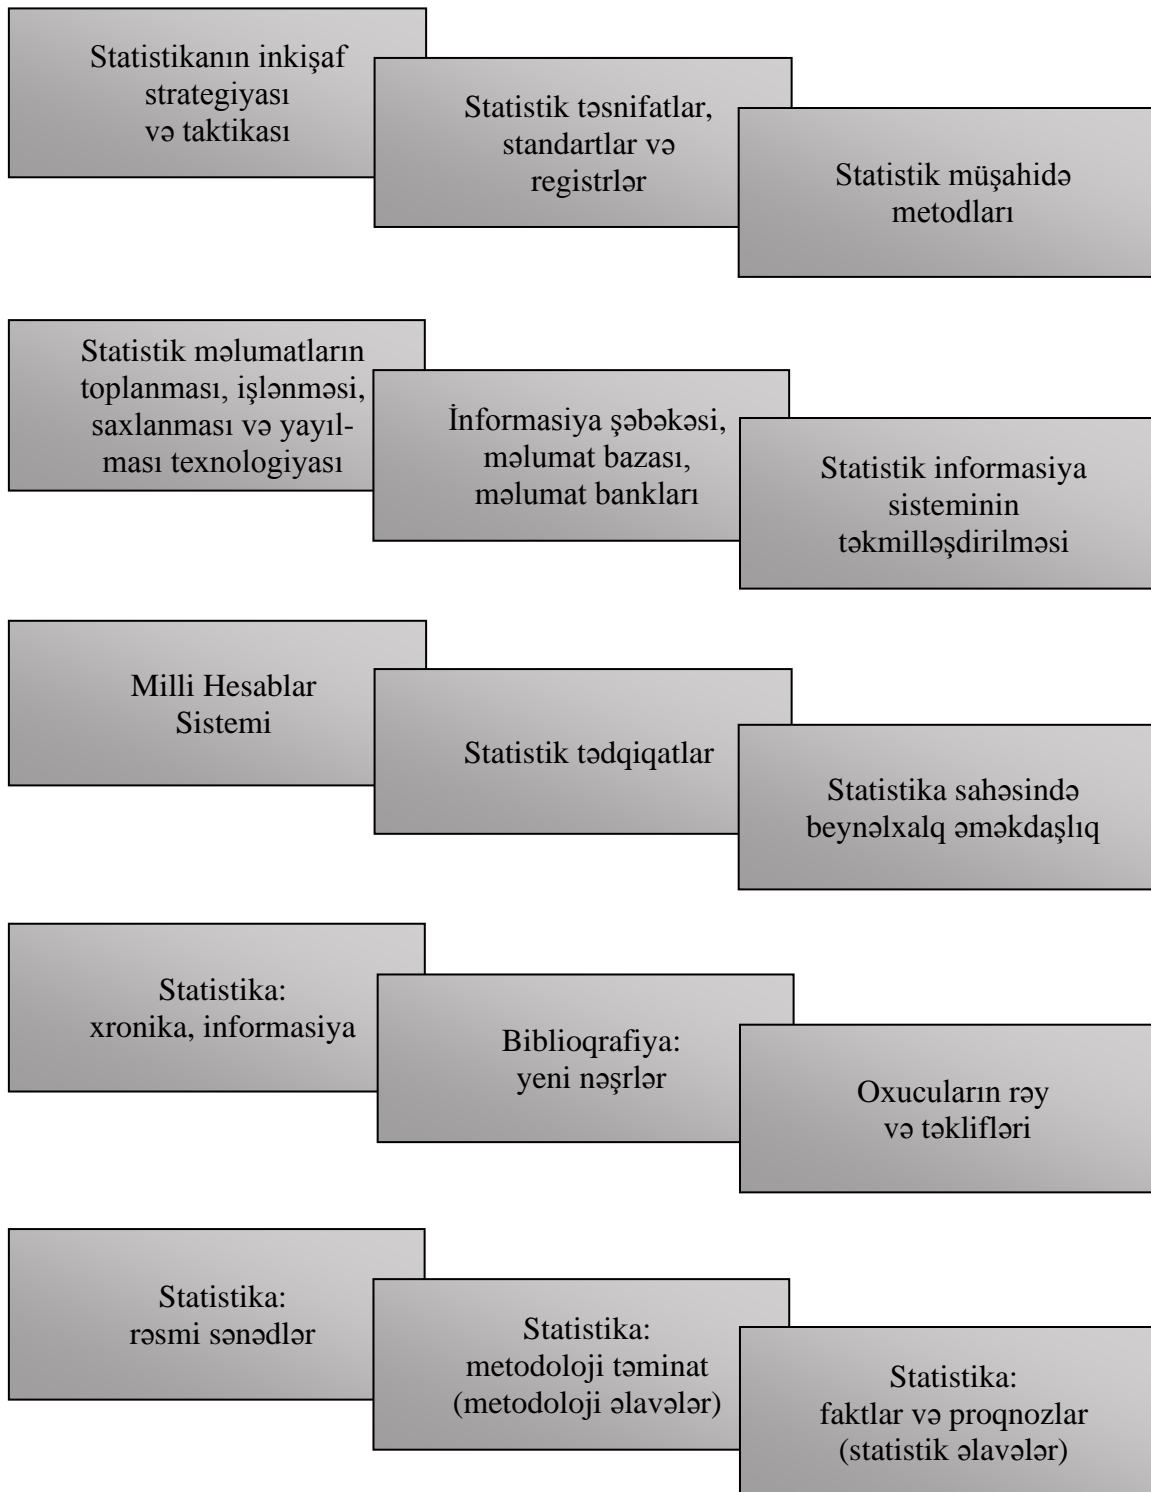 Statistikanın inkişaf
strategiyası
və taktikası
Statistik təsnifatlar,
standartlar və
registrlər
Statistik müşahidə
metodları
Statistik məlumatların
toplanması, işlənməsi,
saxlanması və yayıl-
ması texnologiyası
İnformasiya şəbəkəsi,
məlumat bazası,
məlumat bankları
Statistik informasiya
sisteminin
təkmilləşdirilməsi
Milli Hesablar
Sistemi
Statistik tədqiqatlar
Statistika sahəsində
beynəlxalq əməkdaşlıq
Statistika:
xronika, informasiya
Biblioqrafiya:
yeni nəşrlər
Oxucuların rəy
və təklifləri
Statistika:
rəsmi sənədlər
Statistika:
metodoloji təminat
(metodoloji əlavələr)
Statistika:
faktlar və proqnozlar
(statistik əlavələr)